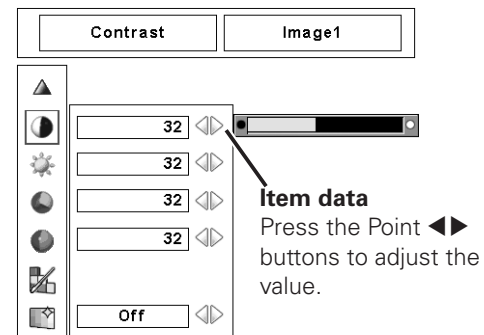 Contrast Image1
32
32
32
32
Off
Item data
Press the Point ◀▶
buttons to adjust the
value.